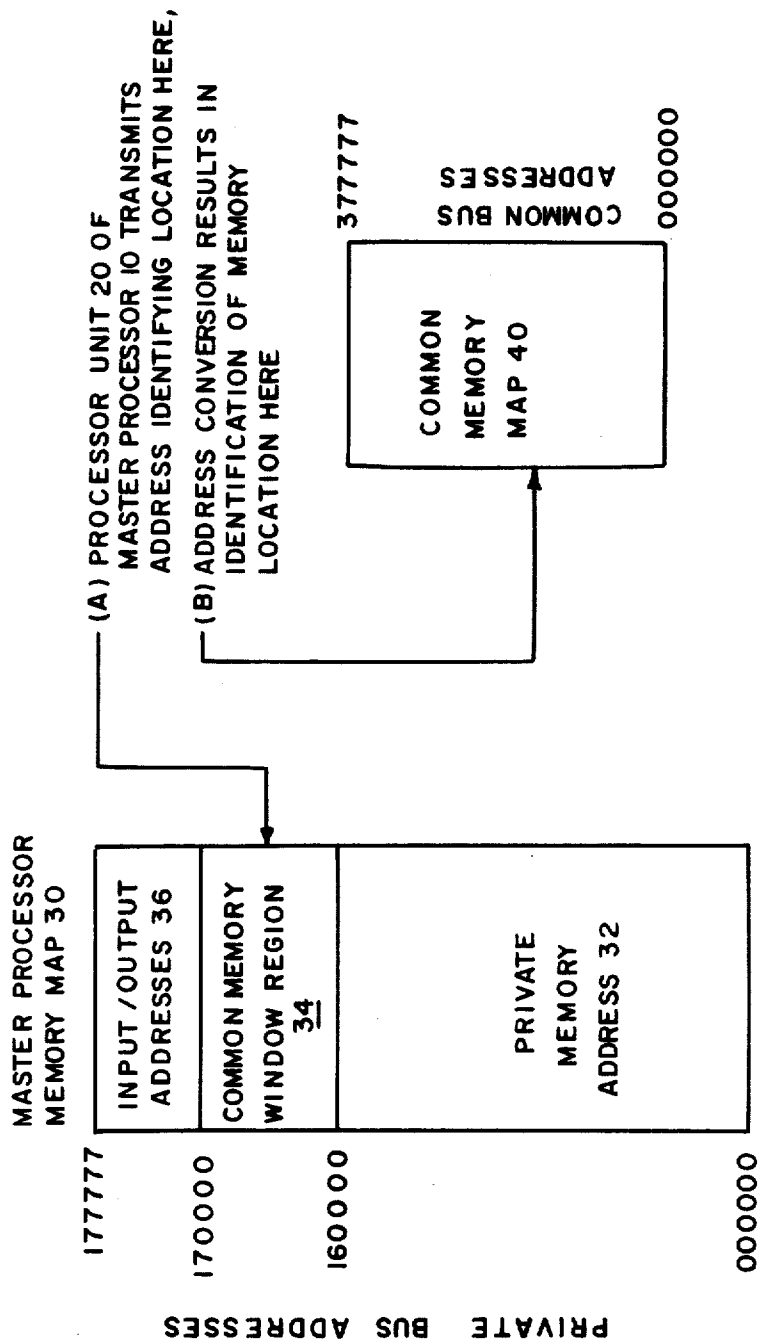 MASTER PROCESSOR
MEMORY MAP 30
PRIVATE BUS ADDRESSES
177777
170000
160000
000000
INPUT/OUTPUT
ADDRESSES 36
COMMON MEMORY
WINDOW REGION
34
PRIVATE
MEMORY
ADDRESS 32
(A) PROCESSOR UNIT 20 OF
MASTER PROCESSOR 10 TRANSMITS
ADDRESS IDENTIFYING LOCATION HERE,
(B) ADDRESS CONVERSION RESULTS IN
IDENTIFICATION OF MEMORY
LOCATION HERE
COMMON
MEMORY
MAP 40
377777
COMMON BUS
ADDRESSES
000000